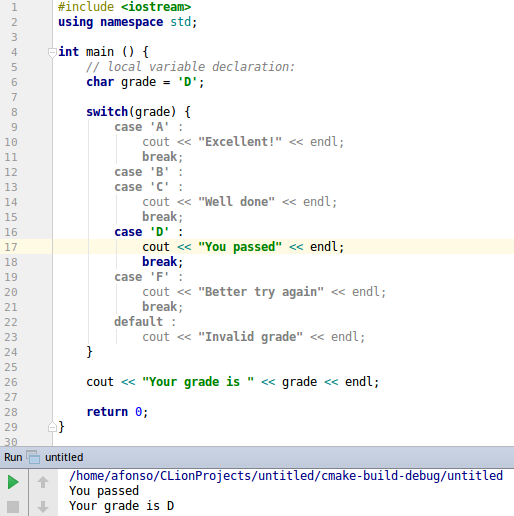 1 #include <iostream>
2 using namespace std;
3
4 int main () {
5     // local variable declaration:
6     char grade = 'D';
7
8     switch(grade) {
9         case 'A' :
10             cout << "Excellent!" << endl;
11             break;
12         case 'B' :
13         case 'C' :
14             cout << "Well done" << endl;
15             break;
16         case 'D' :
17             cout << "You passed" << endl;
18             break;
19         case 'F' :
20             cout << "Better try again" << endl;
21             break;
22         default :
23             cout << "Invalid grade" << endl;
24     }
25
26     cout << "Your grade is " << grade << endl;
27
28     return 0;
29 }
30
Run untitled
/home/afonso/CLionProjects/untitled/cmake-build-debug/untitled
You passed
Your grade is D